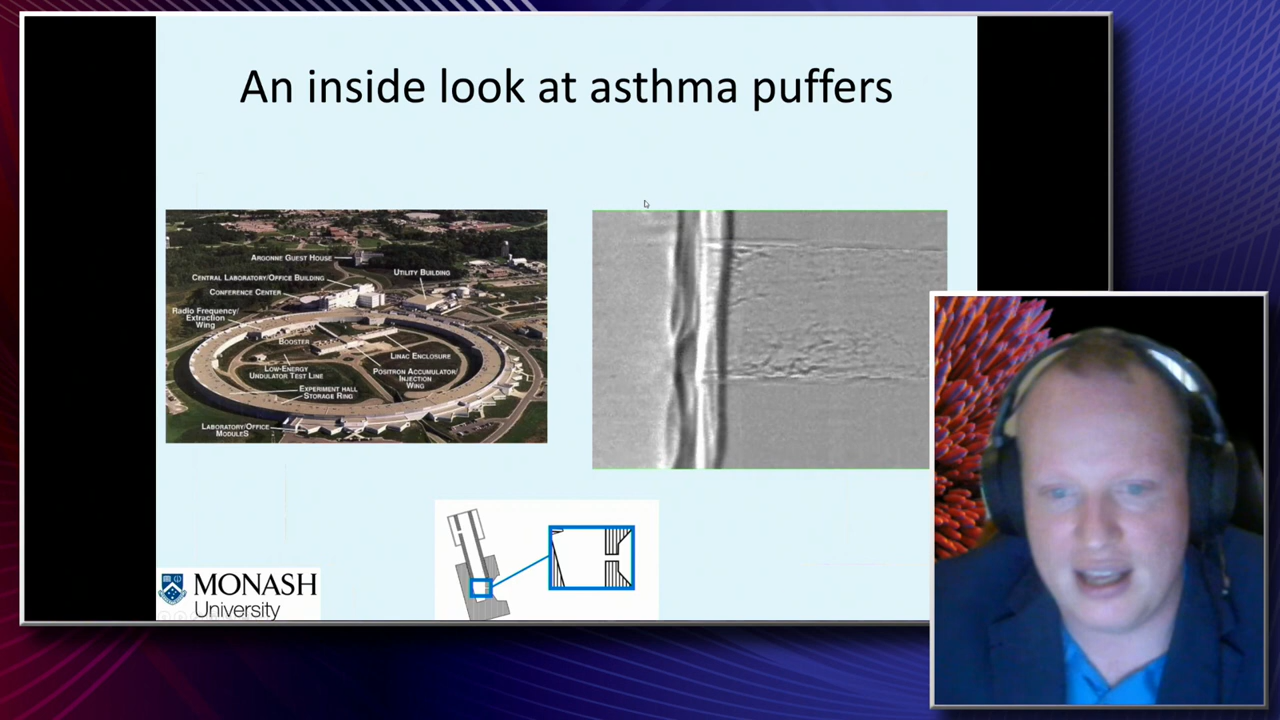 An inside look at asthma puffers
ARGONNE GUEST HOUSE
CENTRAL LABORATORY/OFFICE BUILDING
UTILITY BUILDING
CONFERENCE CENTER
RADIO FREQUENCY/
EXTRACTION
WING
BOOSTER
LINAC ENCLOSURE
LOW-ENERGY
UNDULATOR TEST LINE
POSITRON ACCUMULATOR/
INJECTION
WING
EXPERIMENT HALL
STORAGE RING
LABORATORY/OFFICE
MODULES
MONASH
University